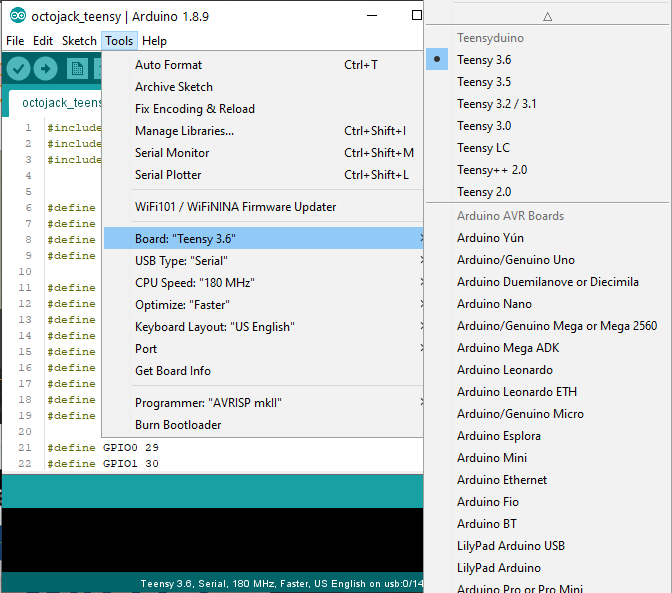 octojack_teensy | Arduino 1.8.9
File Edit Sketch Tools Help
octojack_teens
1 #include
2 #include
3 #include
4
5
6 #define
7 #define
8 #define
9 #define
10
11 #define
12 #define
13 #define
14 #define
15 #define
16 #define
17 #define
18 #define
19 #define
20
21 #define GPIO0 29
22 #define GPIO1 30
Auto Format Ctrl+T
Archive Sketch
Fix Encoding & Reload
Manage Libraries... Ctrl+Shift+I
Serial Monitor Ctrl+Shift+M
Serial Plotter Ctrl+Shift+L
WiFi101 / WiFiNINA Firmware Updater
Board: "Teensy 3.6"
USB Type: "Serial"
CPU Speed: "180 MHz"
Optimize: "Faster"
Keyboard Layout: "US English"
Port
Get Board Info
Programmer: "AVRISP mkII"
Burn Bootloader
Teensyduino
Teensy 3.6
Teensy 3.5
Teensy 3.2 / 3.1
Teensy 3.0
Teensy LC
Teensy++ 2.0
Teensy 2.0
Arduino AVR Boards
Arduino Yún
Arduino/Genuino Uno
Arduino Duemilanove or Diecimila
Arduino Nano
Arduino/Genuino Mega or Mega 2560
Arduino Mega ADK
Arduino Leonardo
Arduino Leonardo ETH
Arduino/Genuino Micro
Arduino Esplora
Arduino Mini
Arduino Ethernet
Arduino Fio
Arduino BT
LilyPad Arduino USB
LilyPad Arduino
Arduino Pro or Pro Mini
Teensy 3.6, Serial, 180 MHz, Faster, US English on usb:0/14